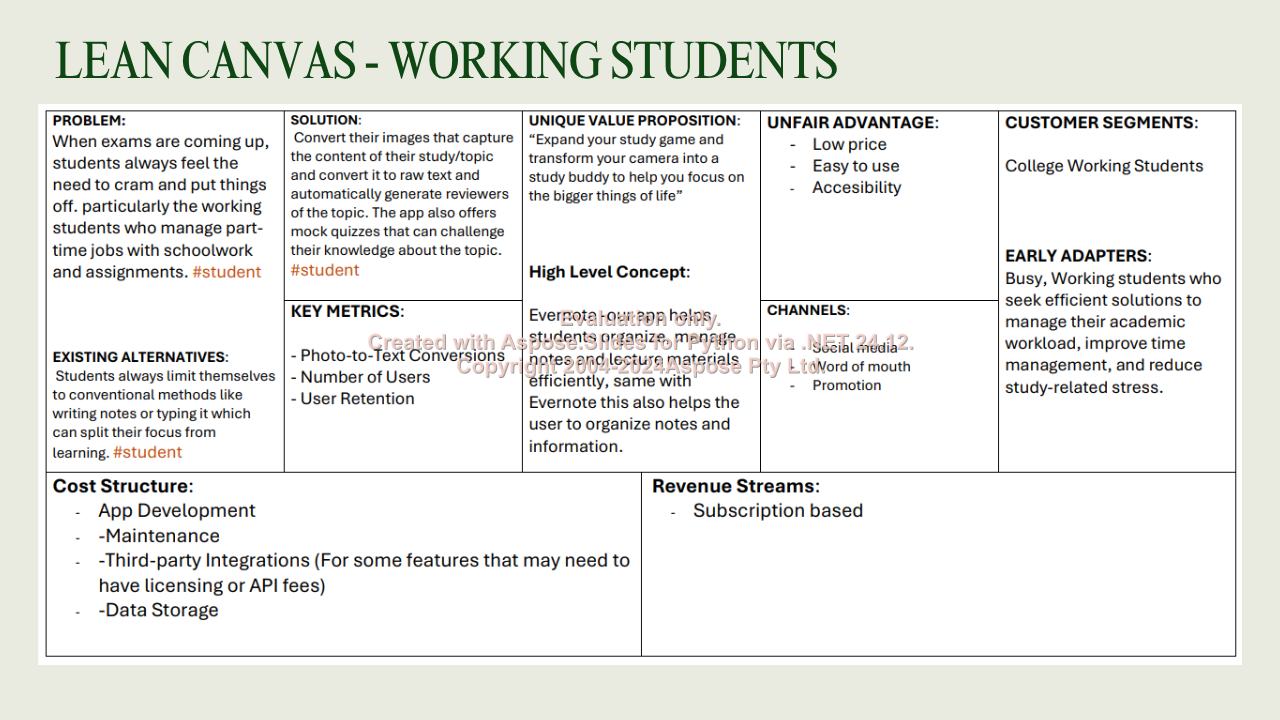 LEAN CANVAS - WORKING STUDENTS
PROBLEM:
When exams are coming up,
students always feel the
need to cram and put things
off. particularly the working
students who manage part-
time jobs with schoolwork
and assignments. #student
EXISTING ALTERNATIVES:
Students always limit themselves
to conventional methods like
writing notes or typing it which
can split their focus from
learning. #student
SOLUTION:
Convert their images that capture
the content of their study/topic
and convert it to raw text and
automatically generate reviewers
of the topic. The app also offers
mock quizzes that can challenge
their knowledge about the topic.
#student
KEY METRICS:
- Photo-to-Text Conversions
- Number of Users
- User Retention
UNIQUE VALUE PROPOSITION:
“Expand your study game and
transform your camera into a
study buddy to help you focus on
the bigger things of life”
High Level Concept:
Evernote -our app helps
students organize, manage
notes and lecture materials
efficiently, same with
Evernote this also helps the
user to organize notes and
information.
UNFAIR ADVANTAGE:
- Low price
- Easy to use
- Accesibility
CHANNELS:
- Social media
- Word of mouth
- Promotion
CUSTOMER SEGMENTS:
College Working Students
EARLY ADAPTERS:
Busy, Working students who
seek efficient solutions to
manage their academic
workload, improve time
management, and reduce
study-related stress.
Cost Structure:
- App Development
- -Maintenance
- -Third-party Integrations (For some features that may need to
have licensing or API fees)
- -Data Storage
Revenue Streams:
- Subscription based
Evaluation only.
Created with Aspose.Slides for Python via .NET 24.12.
Copyright 2004-2024Aspose Pty Ltd.